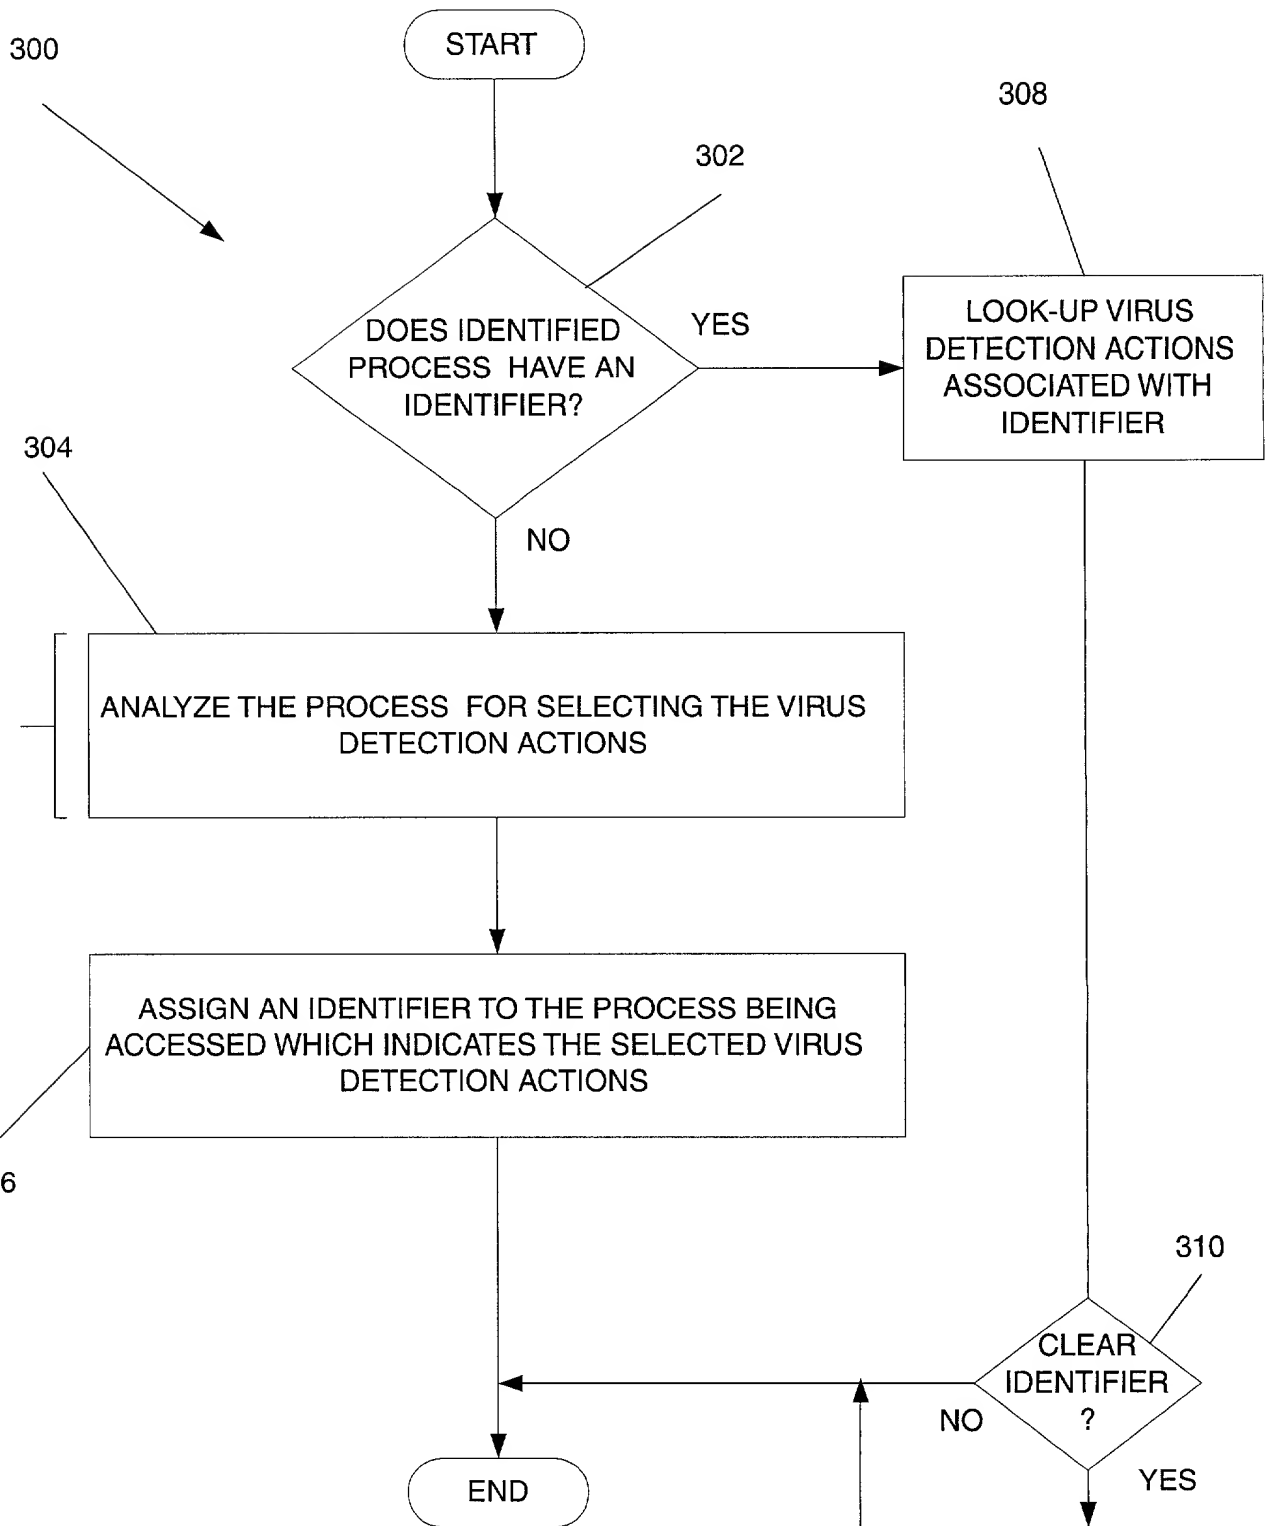 START
300
308
302
DOES IDENTIFIED
PROCESS HAVE AN
IDENTIFIER?
YES
LOOK-UP VIRUS
DETECTION ACTIONS
ASSOCIATED WITH
IDENTIFIER
304
NO
ANALYZE THE PROCESS FOR SELECTING THE VIRUS
DETECTION ACTIONS
ASSIGN AN IDENTIFIER TO THE PROCESS BEING
ACCESSED WHICH INDICATES THE SELECTED VIRUS
DETECTION ACTIONS
6
310
CLEAR
IDENTIFIER
?
NO
YES
END